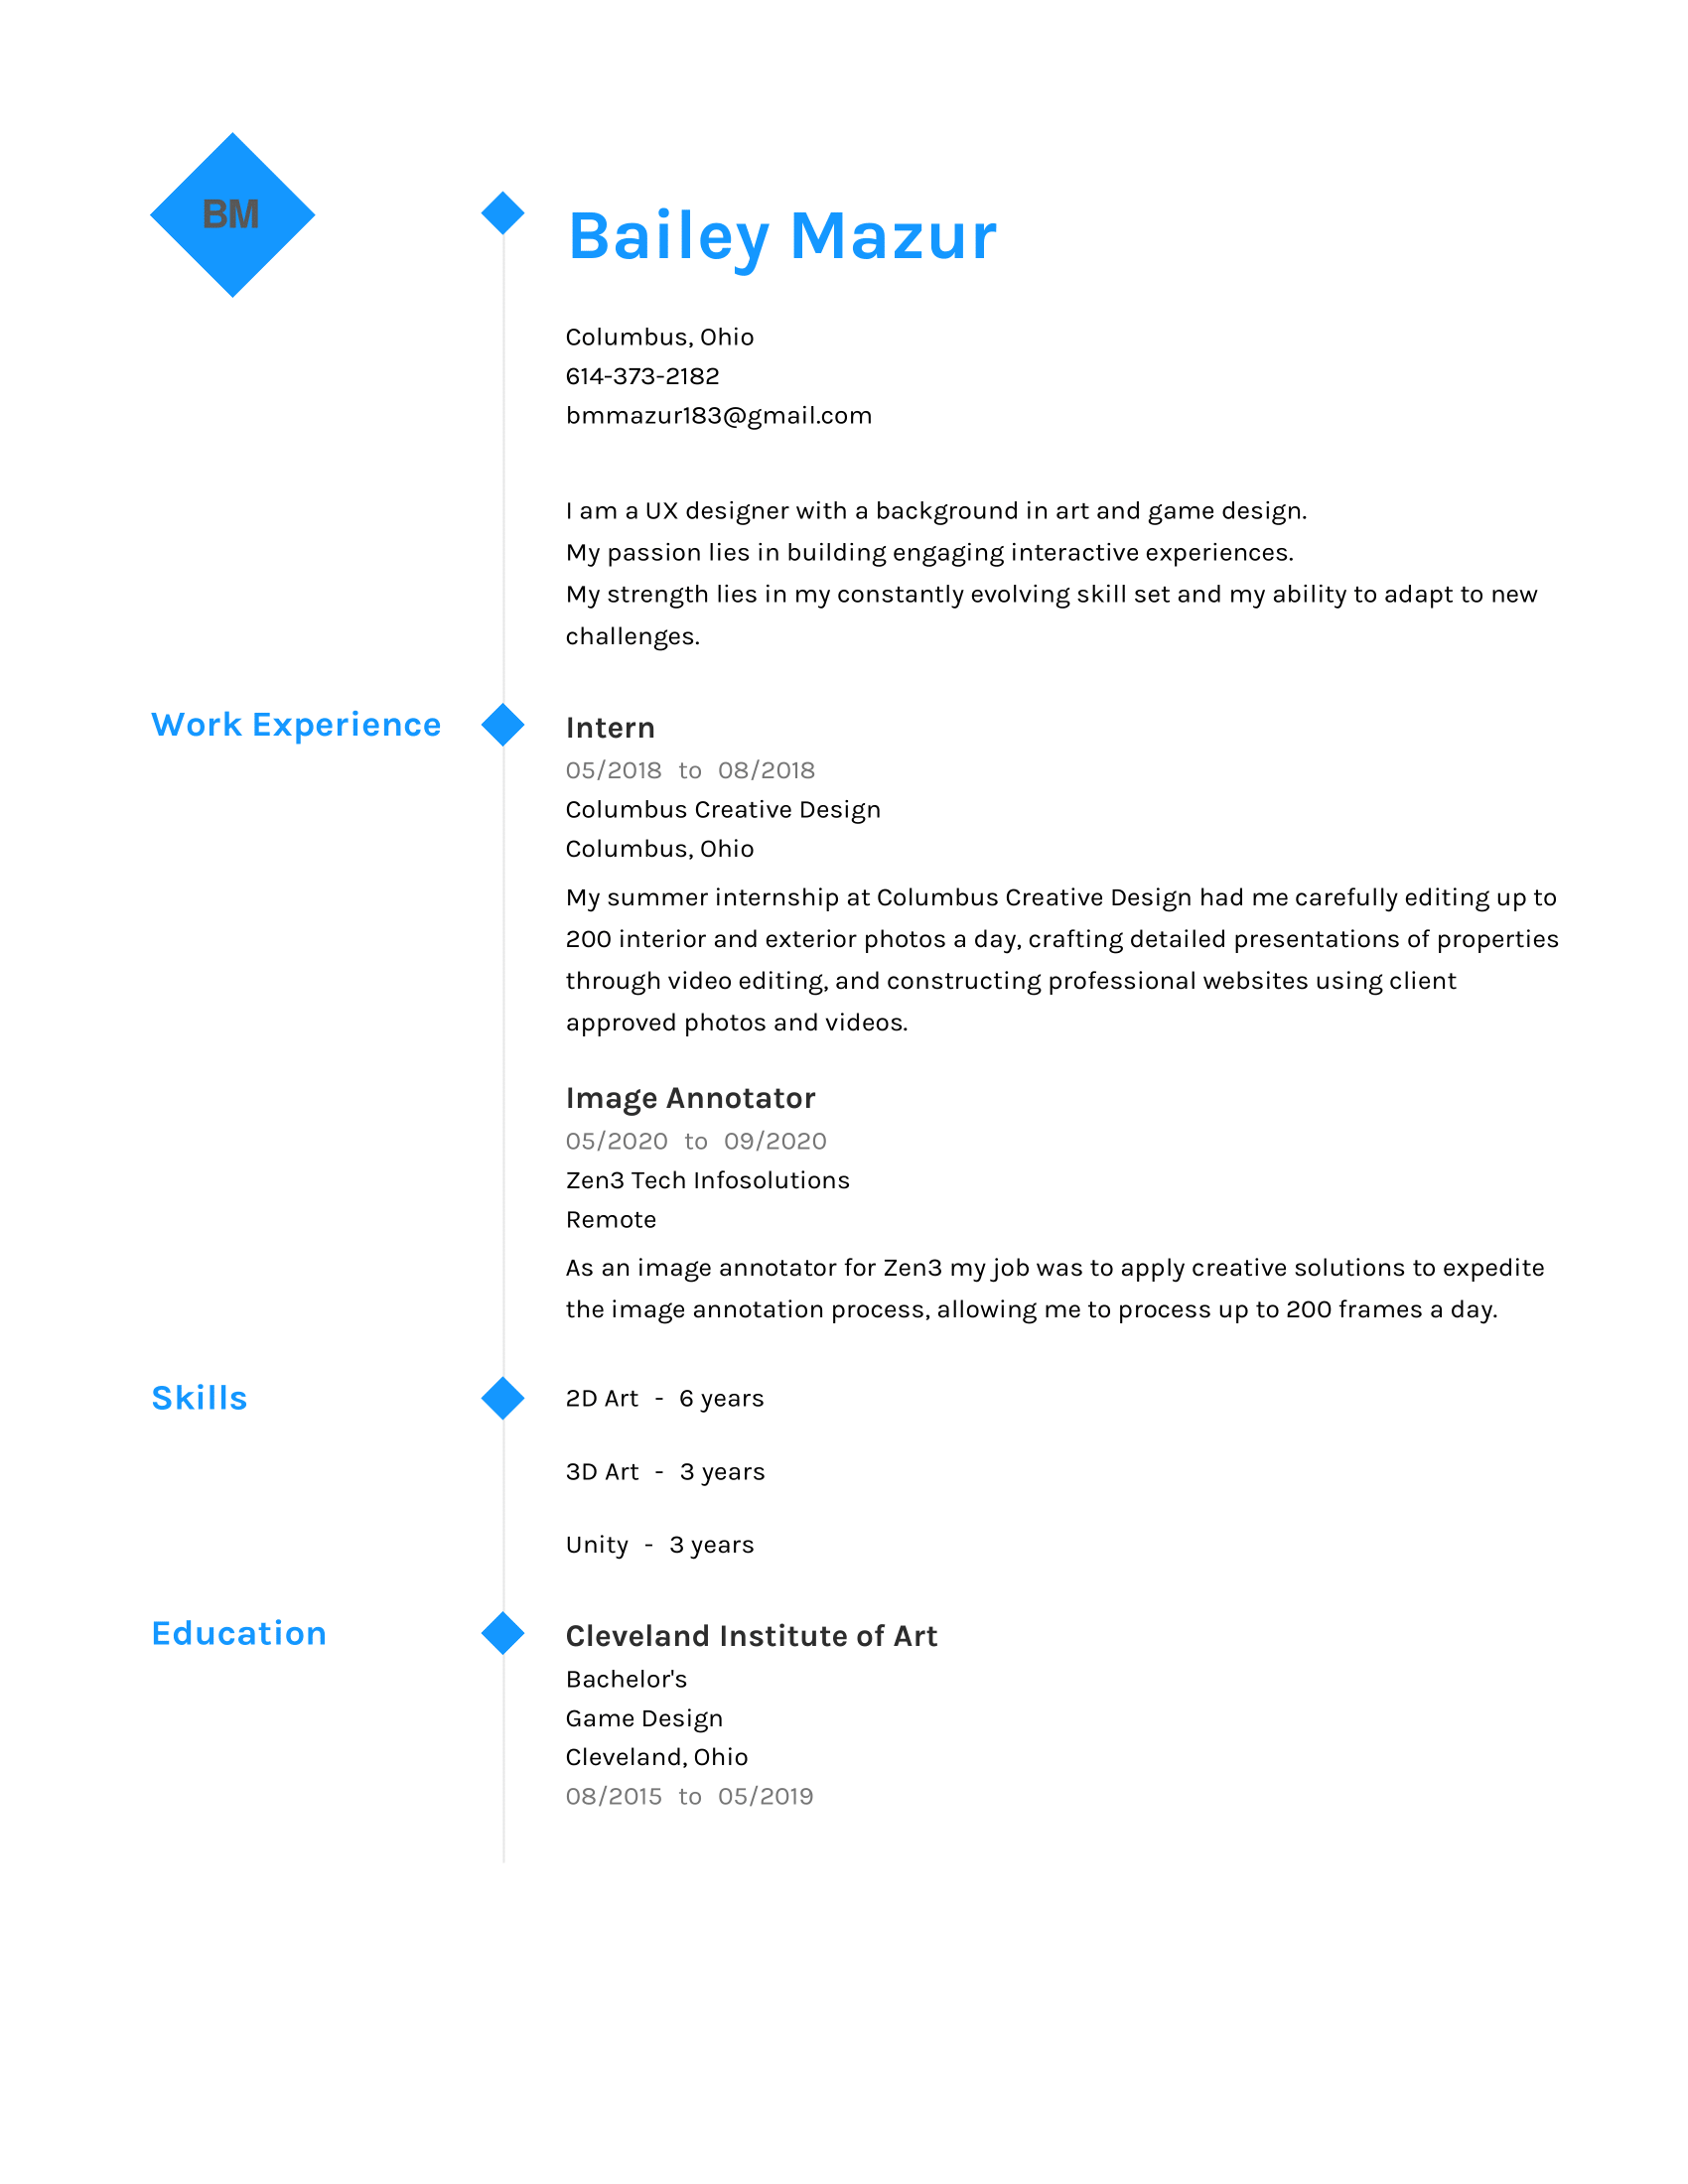 BM
Bailey Mazur
Columbus, Ohio
614-373-2182
bmmazur183@gmail.com
I am a UX designer with a background in art and game design.
My passion lies in building engaging interactive experiences.
My strength lies in my constantly evolving skill set and my ability to adapt to new
challenges.
Work Experience
Intern
05/2018 to 08/2018
Columbus Creative Design
Columbus, Ohio
My summer internship at Columbus Creative Design had me carefully editing up to
200 interior and exterior photos a day, crafting detailed presentations of properties
through video editing, and constructing professional websites using client
approved photos and videos.
Image Annotator
05/2020 to 09/2020
Zen3 Tech Infosolutions
Remote
As an image annotator for Zen3 my job was to apply creative solutions to expedite
the image annotation process, allowing me to process up to 200 frames a day.
Skills
2D Art - 6 years
3D Art - 3 years
Unity - 3 years
Education
Cleveland Institute of Art
Bachelor's
Game Design
Cleveland, Ohio
08/2015 to 05/2019